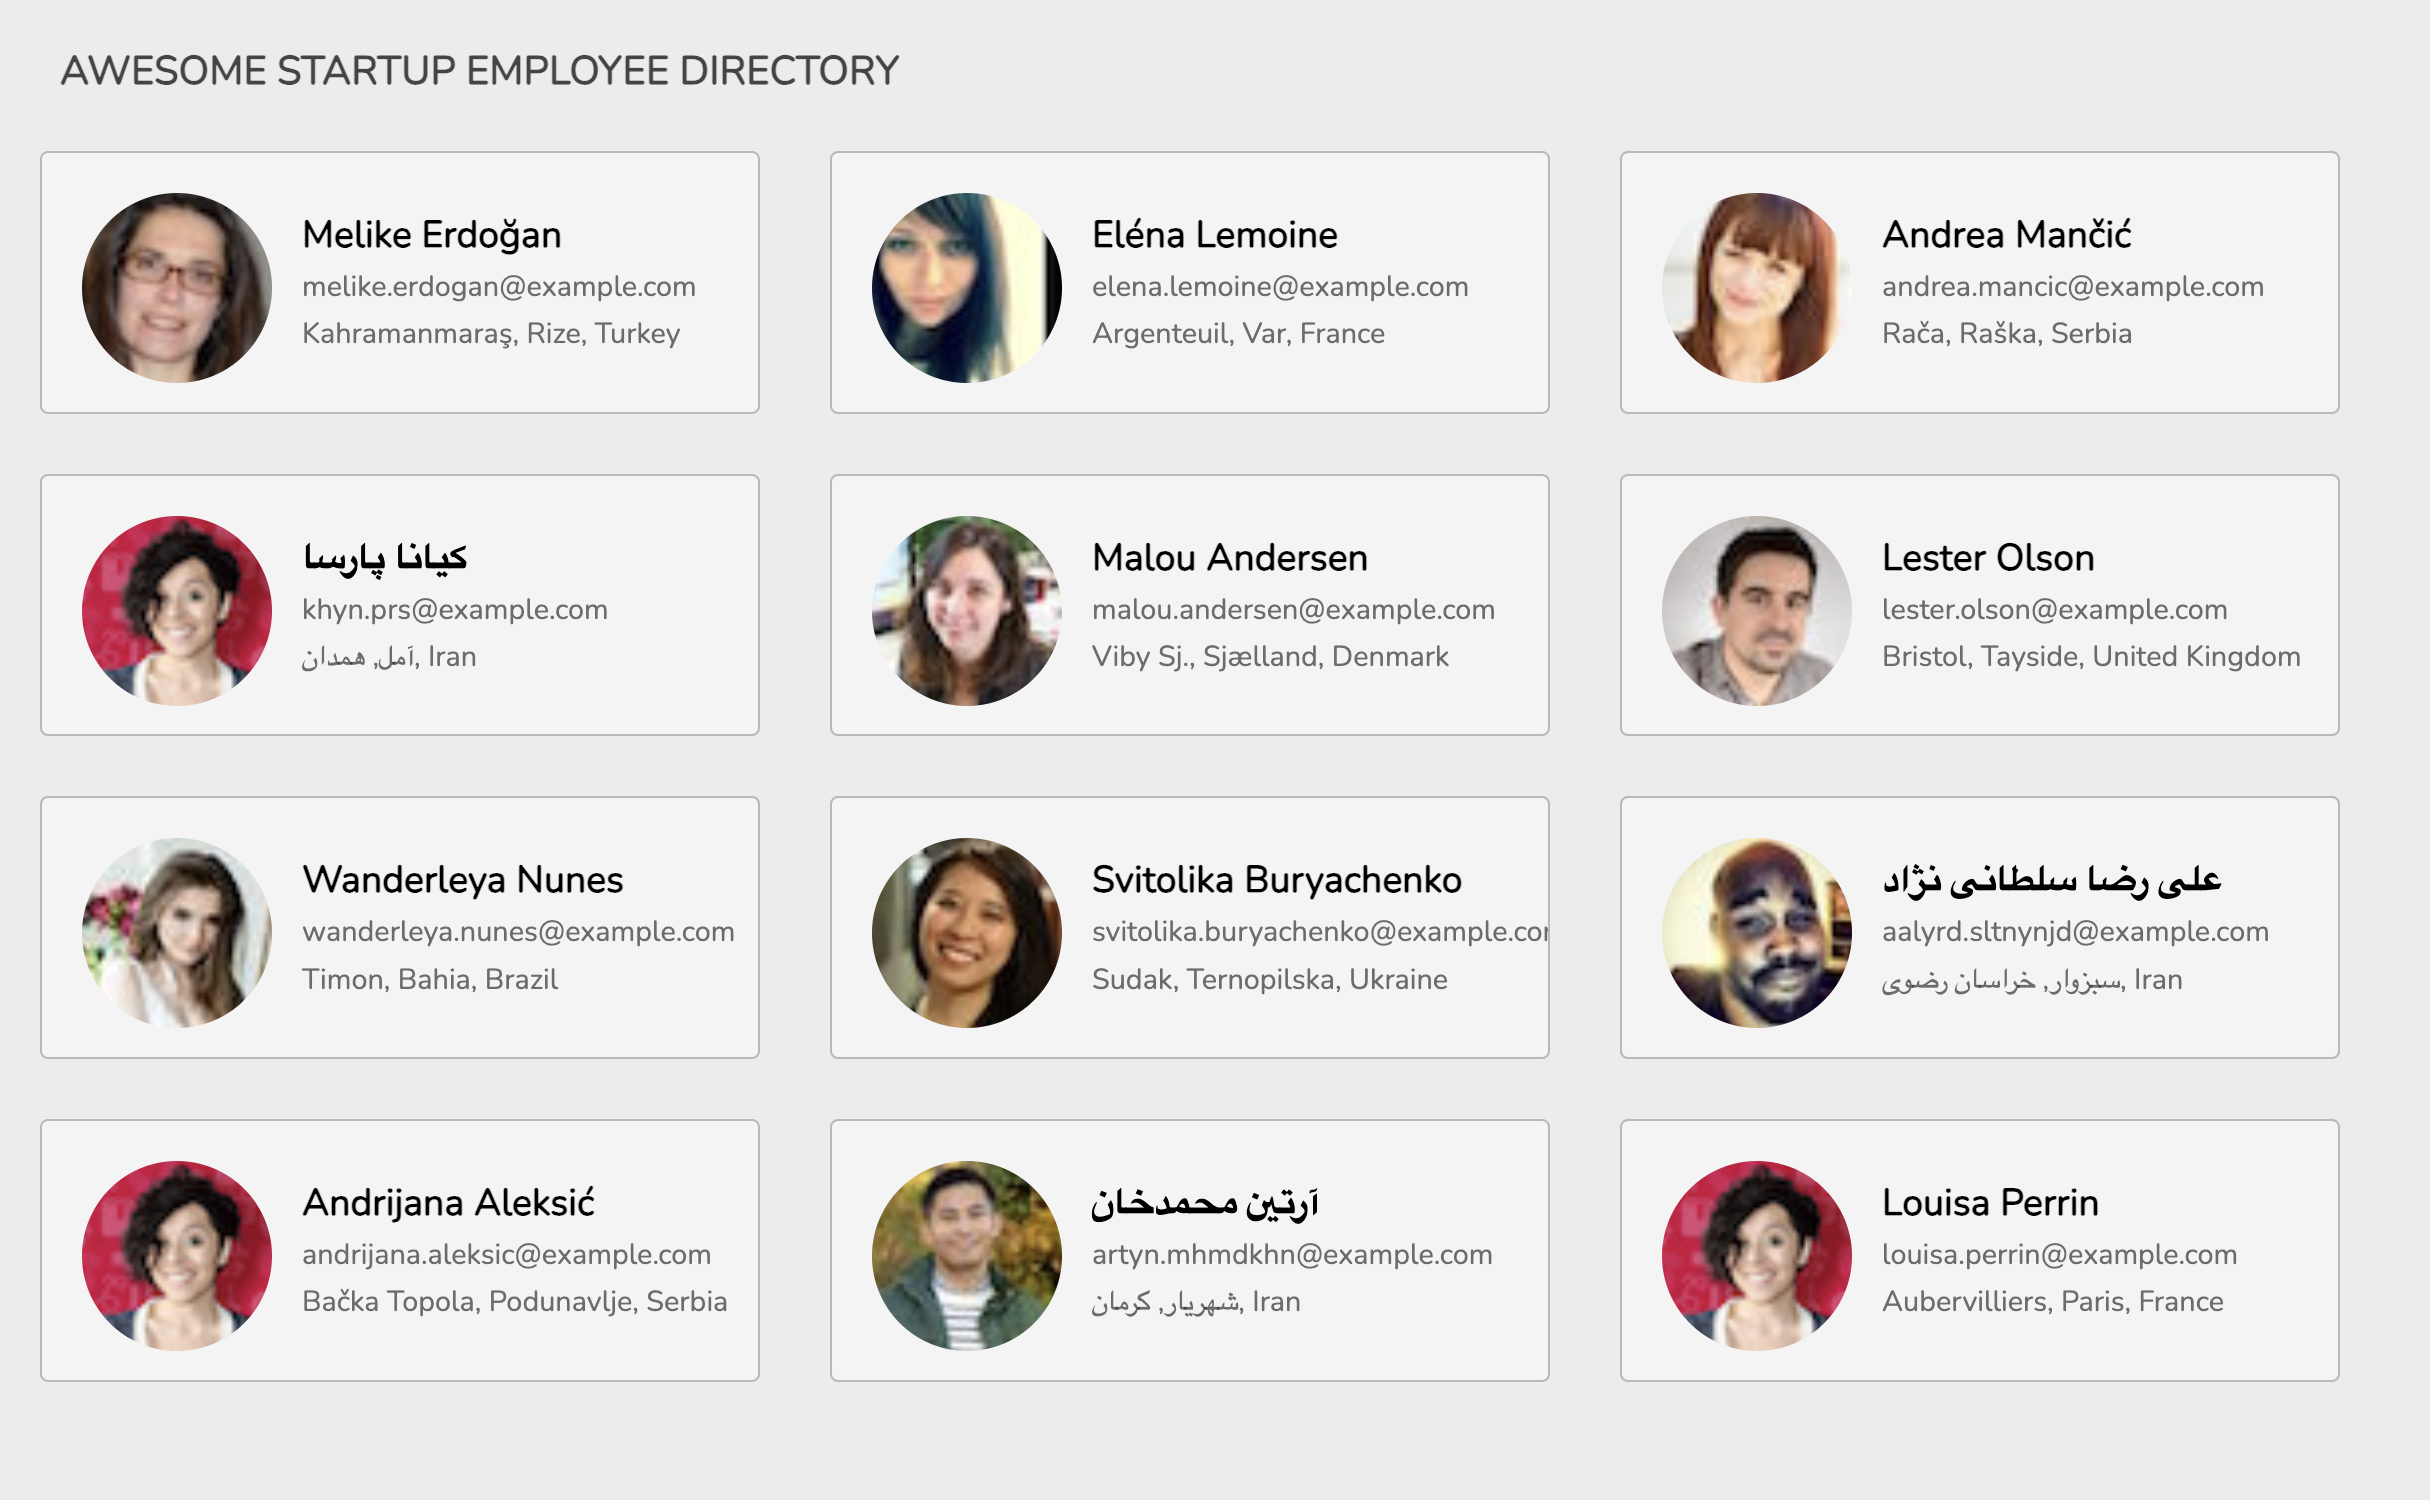 AWESOME STARTUP EMPLOYEE DIRECTORY
Melike Erdoğan
melike.erdogan@example.com
Kahramanmaraş, Rize, Turkey
Eléna Lemoine
elena.lemoine@example.com
Argenteuil, Var, France
Andrea Mančić
andrea.mancic@example.com
Rača, Raška, Serbia
کیانا پارسا
khyn.prs@example.com
آمل, همدان, Iran
Malou Andersen
malou.andersen@example.com
Viby Sj., Sjælland, Denmark
Lester Olson
lester.olson@example.com
Bristol, Tayside, United Kingdom
Wanderleya Nunes
wanderleya.nunes@example.com
Timon, Bahia, Brazil
Svitolika Buryachenko
svitolika.buryachenko@example.cor
Sudak, Ternopilska, Ukraine
علی رضا سلطانی نژاد
aalyrd.sltnynjd@example.com
سبزوار, خراسان رضوی, Iran
Andrijana Aleksić
andrijana.aleksic@example.com
Bačka Topola, Podunavlje, Serbia
آرتین محمدخان
artyn.mhmdkhn@example.com
شهریار, کرمان, Iran
Louisa Perrin
louisa.perrin@example.com
Aubervilliers, Paris, France